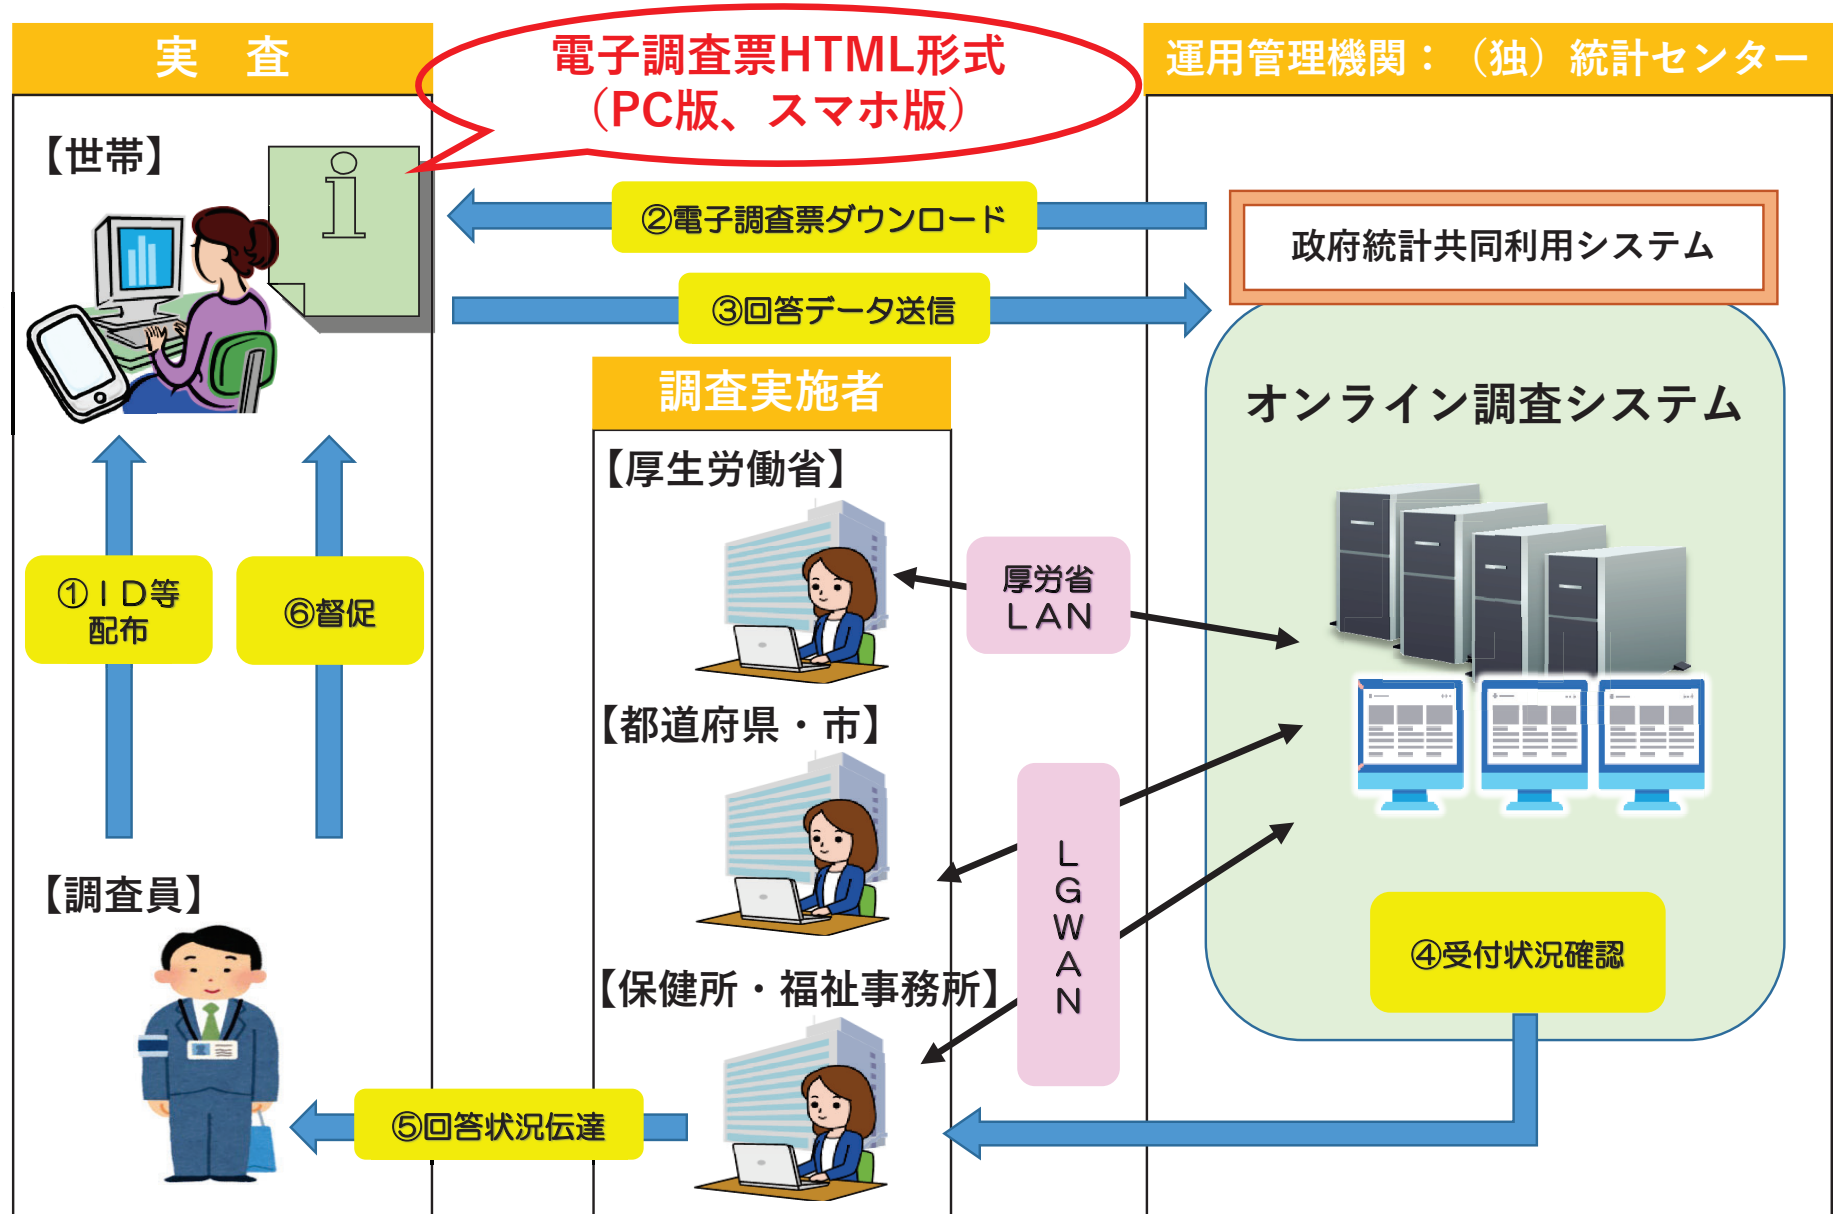 実　査
電子調査票HTML形式
（PC版、スマホ版）
運用管理機関：（独）統計センター
【世帯】
i
②電子調査票ダウンロード
政府統計共同利用システム
③回答データ送信
調査実施者
オンライン調査システム
【厚生労働省】
①ＩＤ等
配布
⑥督促
厚労省
ＬＡＮ
【都道府県・市】
Ｌ
Ｇ
Ｗ
Ａ
Ｎ
【調査員】
④受付状況確認
【保健所・福祉事務所】
⑤回答状況伝達